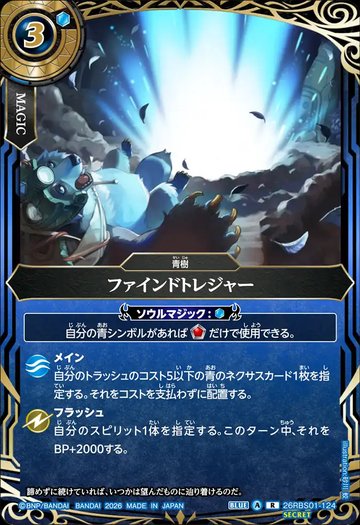 3
MAGIC
青樹
ファインドトレジャー
ソウルマジック:
自分の青シンボルがあれば だけで使用できる。
メイン
自分のトラッシュのコスト5以下の青のネクサスカード1枚を指
定する。それをコストを支払わずに配置する。
フラッシュ
自分のスピリット1体を指定する。このターン中、それを
BP+2000する。
諦めずに続けていれば、いつかは望んだものに辿り着けるのだ。
©BNP/BANDAI BANDAI 2026 MADE IN JAPAN
BLUE A R 26RBS01-124
SECRET